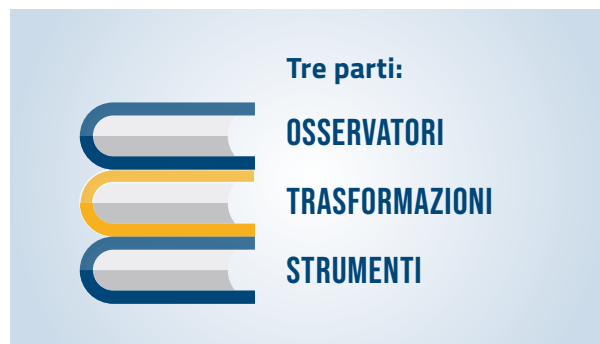 Tre parti:
OSSERVATORI
TRASFORMAZIONI
STRUMENTI